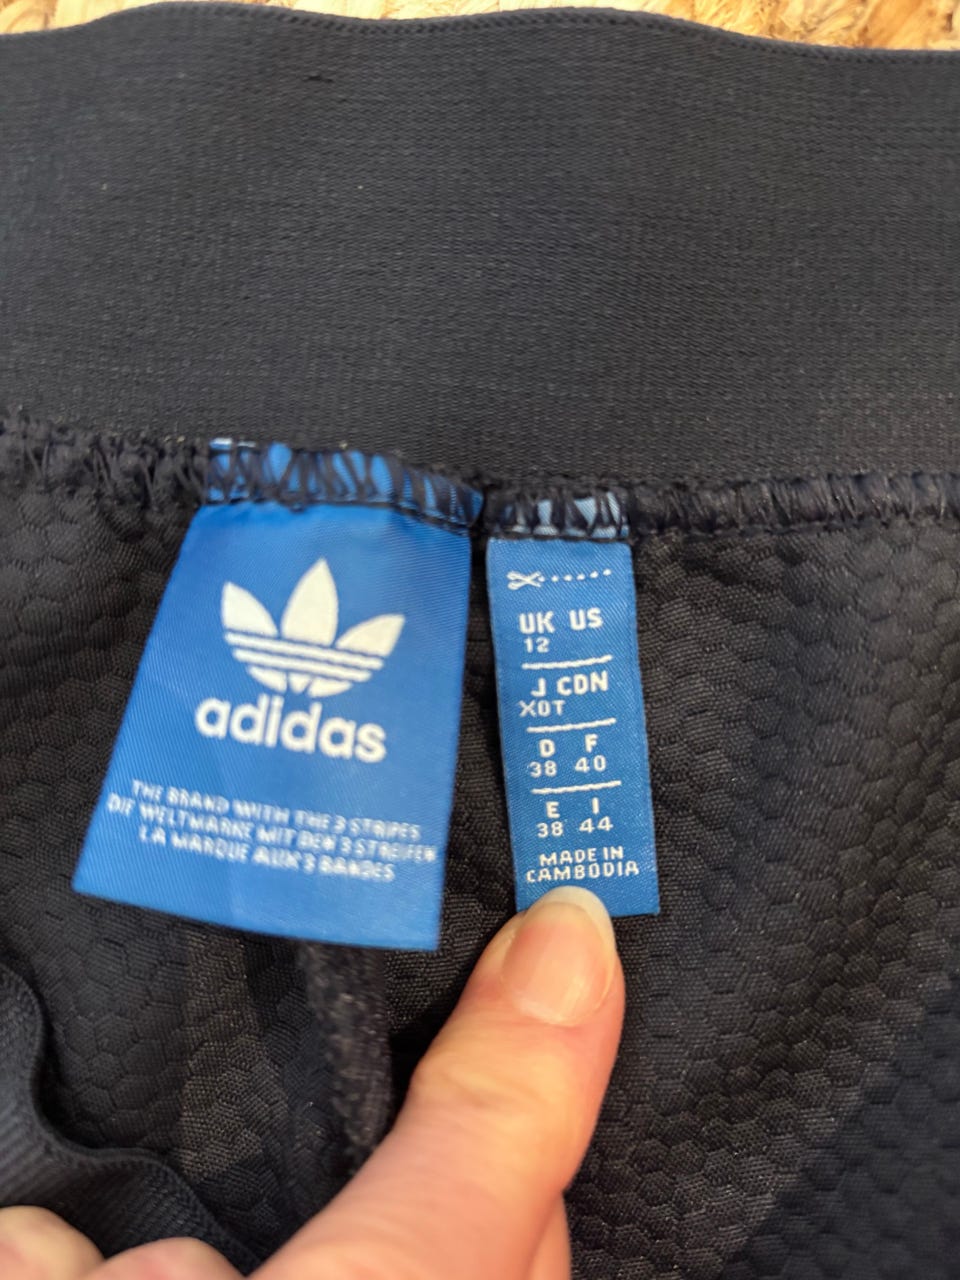 adidas
THE BRAND WITH THE 3 STRIPES
DIE WELTMARKE MIT DEN 3 STREIFEN
LA MARQUE AUX 3 BANDES
UK US
12
J CDN
XOT
D F
38 40
E I
38 44
MADE IN
CAMBODIA